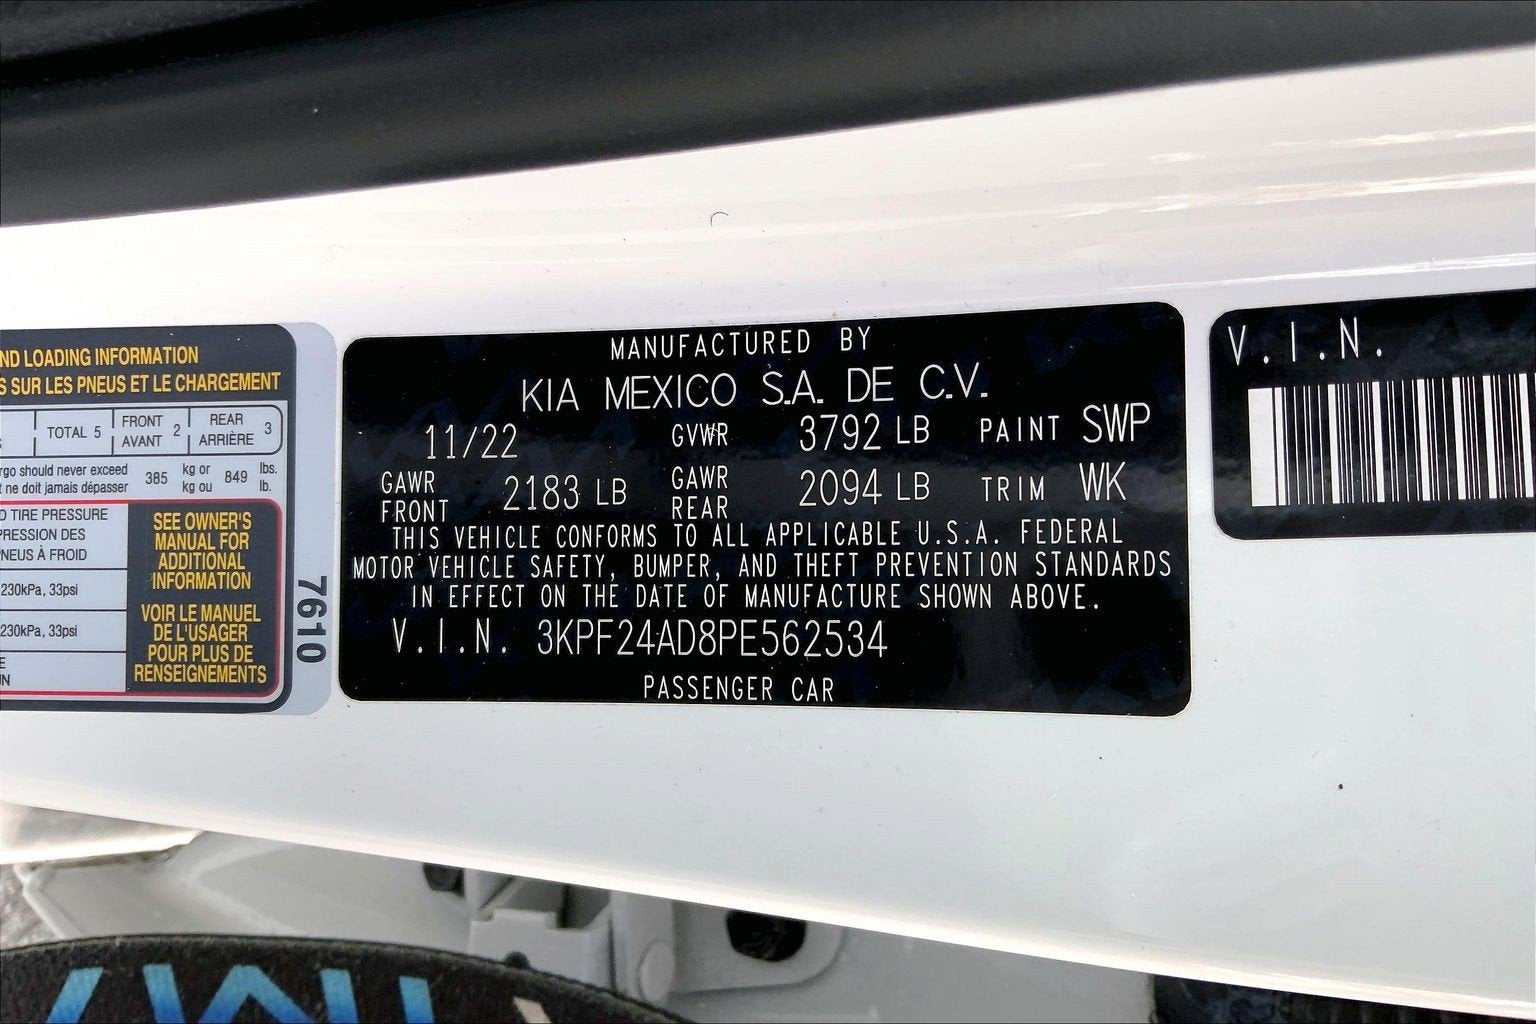 ND LOADING INFORMATION
S SUR LES PNEUS ET LE CHARGEMENT
TOTAL 5 FRONT AVANT 2 REAR ARRIÈRE 3
rgo should never exceed 385 kg or 849 lbs.
t ne doit jamais dépasser kg ou lb.
D TIRE PRESSURE
PRESSION DES
NEUS À FROID
230kPa, 33psi
230kPa, 33psi
SEE OWNER'S
MANUAL FOR
ADDITIONAL
INFORMATION
VOIR LE MANUEL
DE L'USAGER
POUR PLUS DE
RENSEIGNEMENTS
7610
MANUFACTURED BY
KIA MEXICO S.A. DE C.V.
11/22 GVWR 3792 LB PAINT SWP
GAWR FRONT 2183 LB GAWR REAR 2094 LB TRIM WK
THIS VEHICLE CONFORMS TO ALL APPLICABLE U.S.A. FEDERAL
MOTOR VEHICLE SAFETY, BUMPER, AND THEFT PREVENTION STANDARDS
IN EFFECT ON THE DATE OF MANUFACTURE SHOWN ABOVE.
V.I.N. 3KPF24AD8PE562534
PASSENGER CAR
V.I.N.